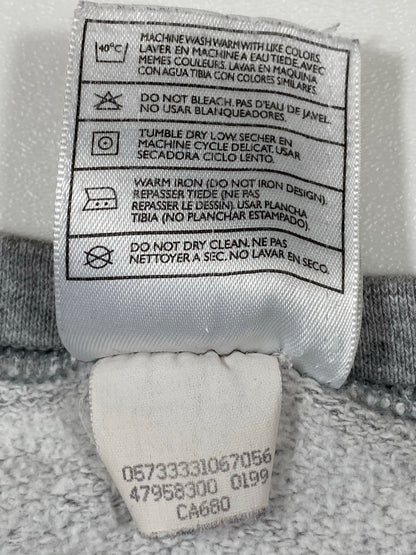 40°C
MACHINE WASH WARM WITH LIKE COLORS.
LAVER EN MACHINE A EAU TIEDE, AVEC
MEMES COULEURS. LAVAR EN MAQUINA
CON AGUA TIBIA CON COLORES SIMILARES.
DO NOT BLEACH. PAS D'EAU DE JAVEL.
NO USAR BLANQUEADORES.
TUMBLE DRY LOW. SECHER EN
MACHINE CYCLE DELICAT. USAR
SECADORA CICLO LENTO.
WARM IRON (DO NOT IRON DESIGN).
REPASSER TIEDE (NE PAS
REPASSER LE DESSIN). USAR PLANCHA
TIBIA (NO PLANCHAR ESTAMPADO).
DO NOT DRY CLEAN. NE PAS
NETTOYER A SEC. NO LAVAR EN SECO.
05733331067056
47958300 0199
CA680